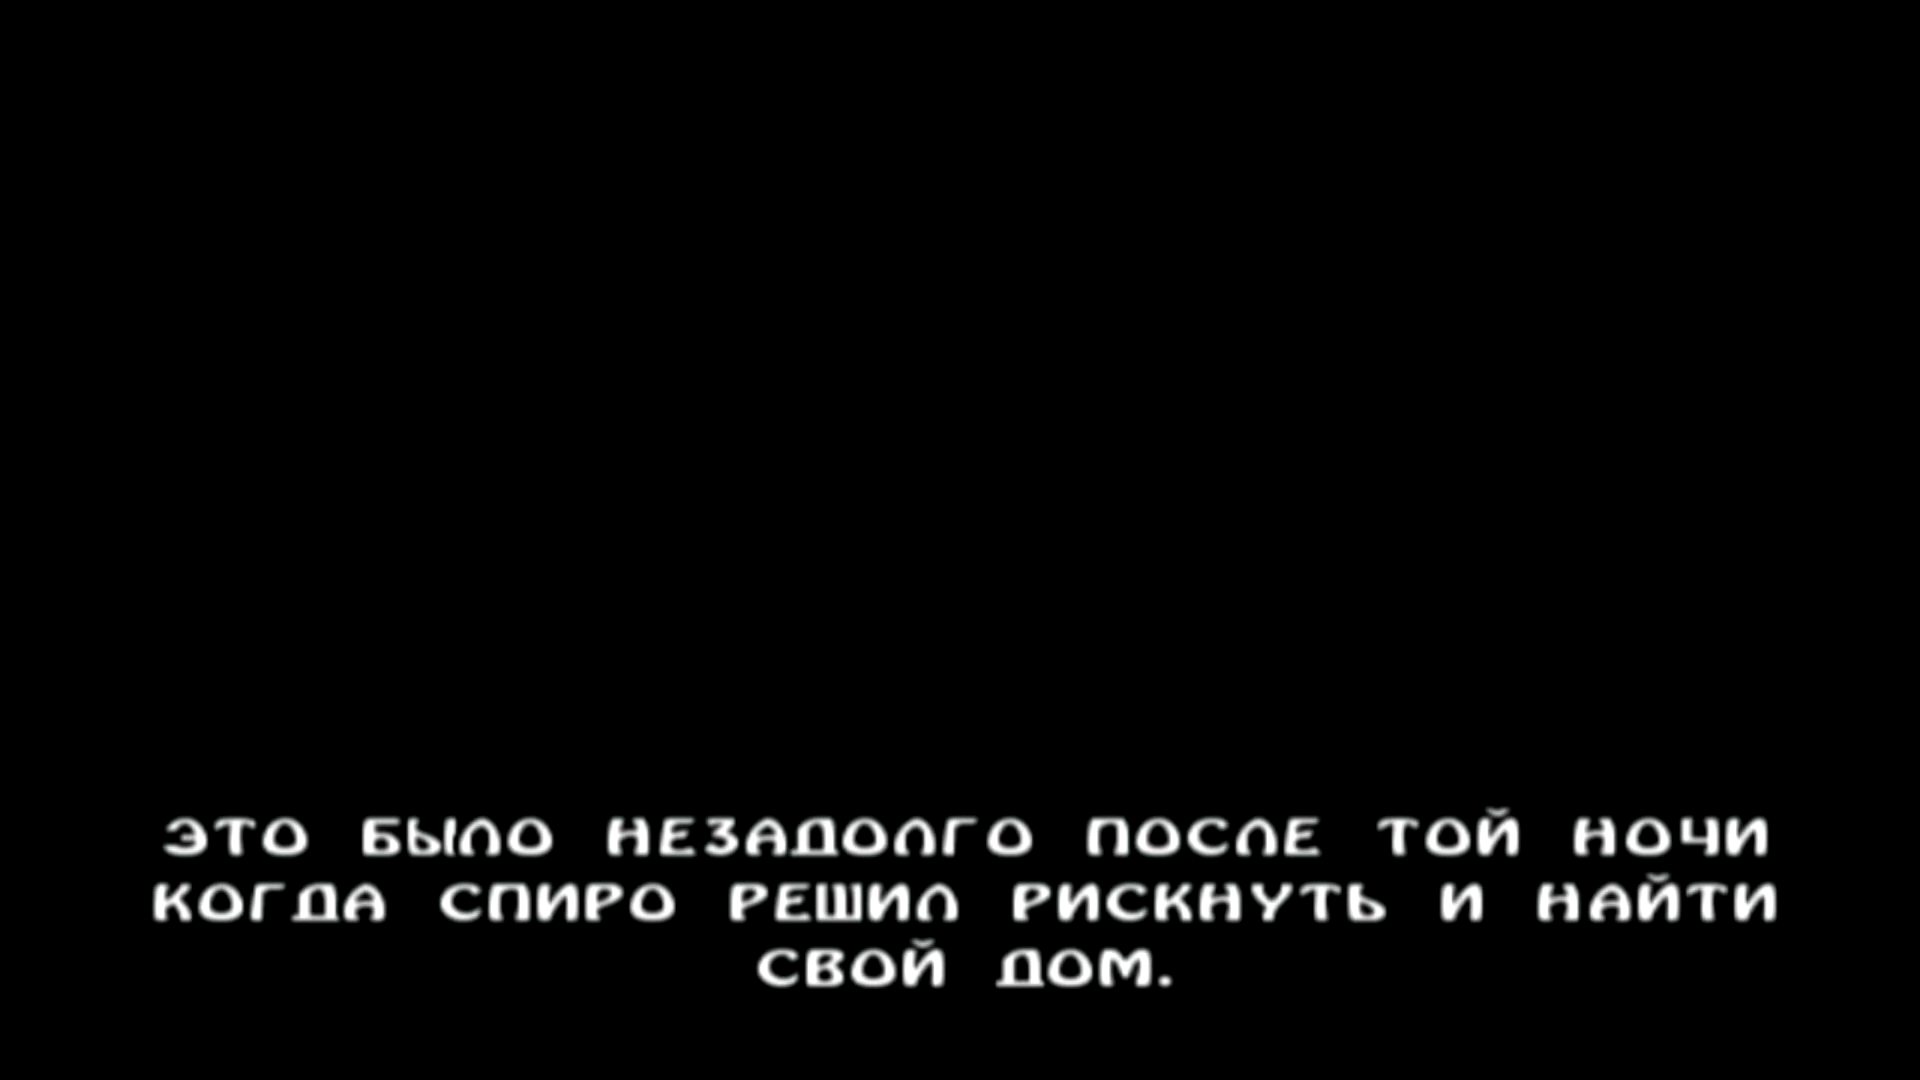 ЭТО БЫЛО НЕЗАДОЛГО ПОСЛЕ ТОЙ НОЧИ
КОГДА СПИРО РЕШИЛ РИСКНУТЬ И НАЙТИ
СВОЙ ДОМ.